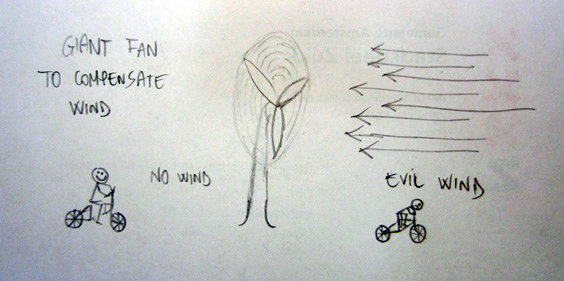 GIANT FAN
TO COMPENSATE
WIND
NO WIND
EVIL WIND